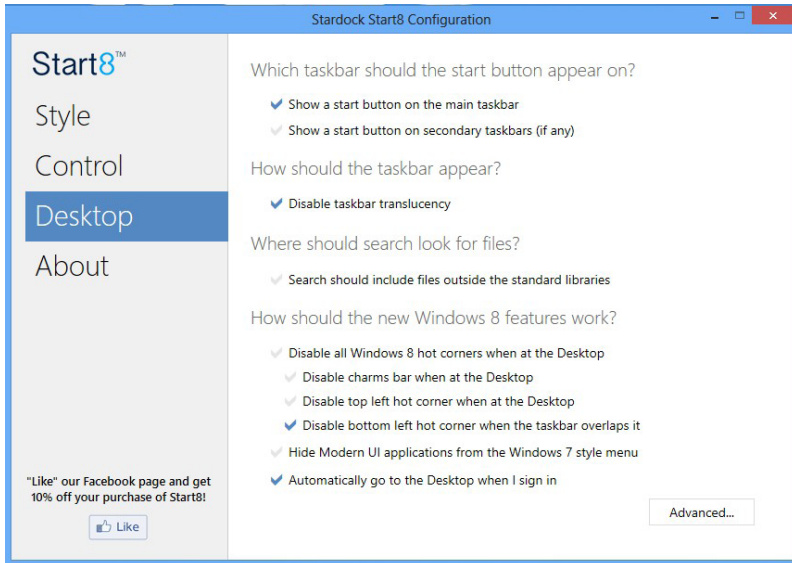 Stardock Start8 Configuration
Start8™
Style
Control
Desktop
About
"Like" our Facebook page and get
10% off your purchase of Start8!
Like
Which taskbar should the start button appear on?
Show a start button on the main taskbar
Show a start button on secondary taskbars (if any)
How should the taskbar appear?
Disable taskbar translucency
Where should search look for files?
Search should include files outside the standard libraries
How should the new Windows 8 features work?
Disable all Windows 8 hot corners when at the Desktop
Disable charms bar when at the Desktop
Disable top left hot corner when at the Desktop
Disable bottom left hot corner when the taskbar overlaps it
Hide Modern UI applications from the Windows 7 style menu
Automatically go to the Desktop when I sign in
Advanced...